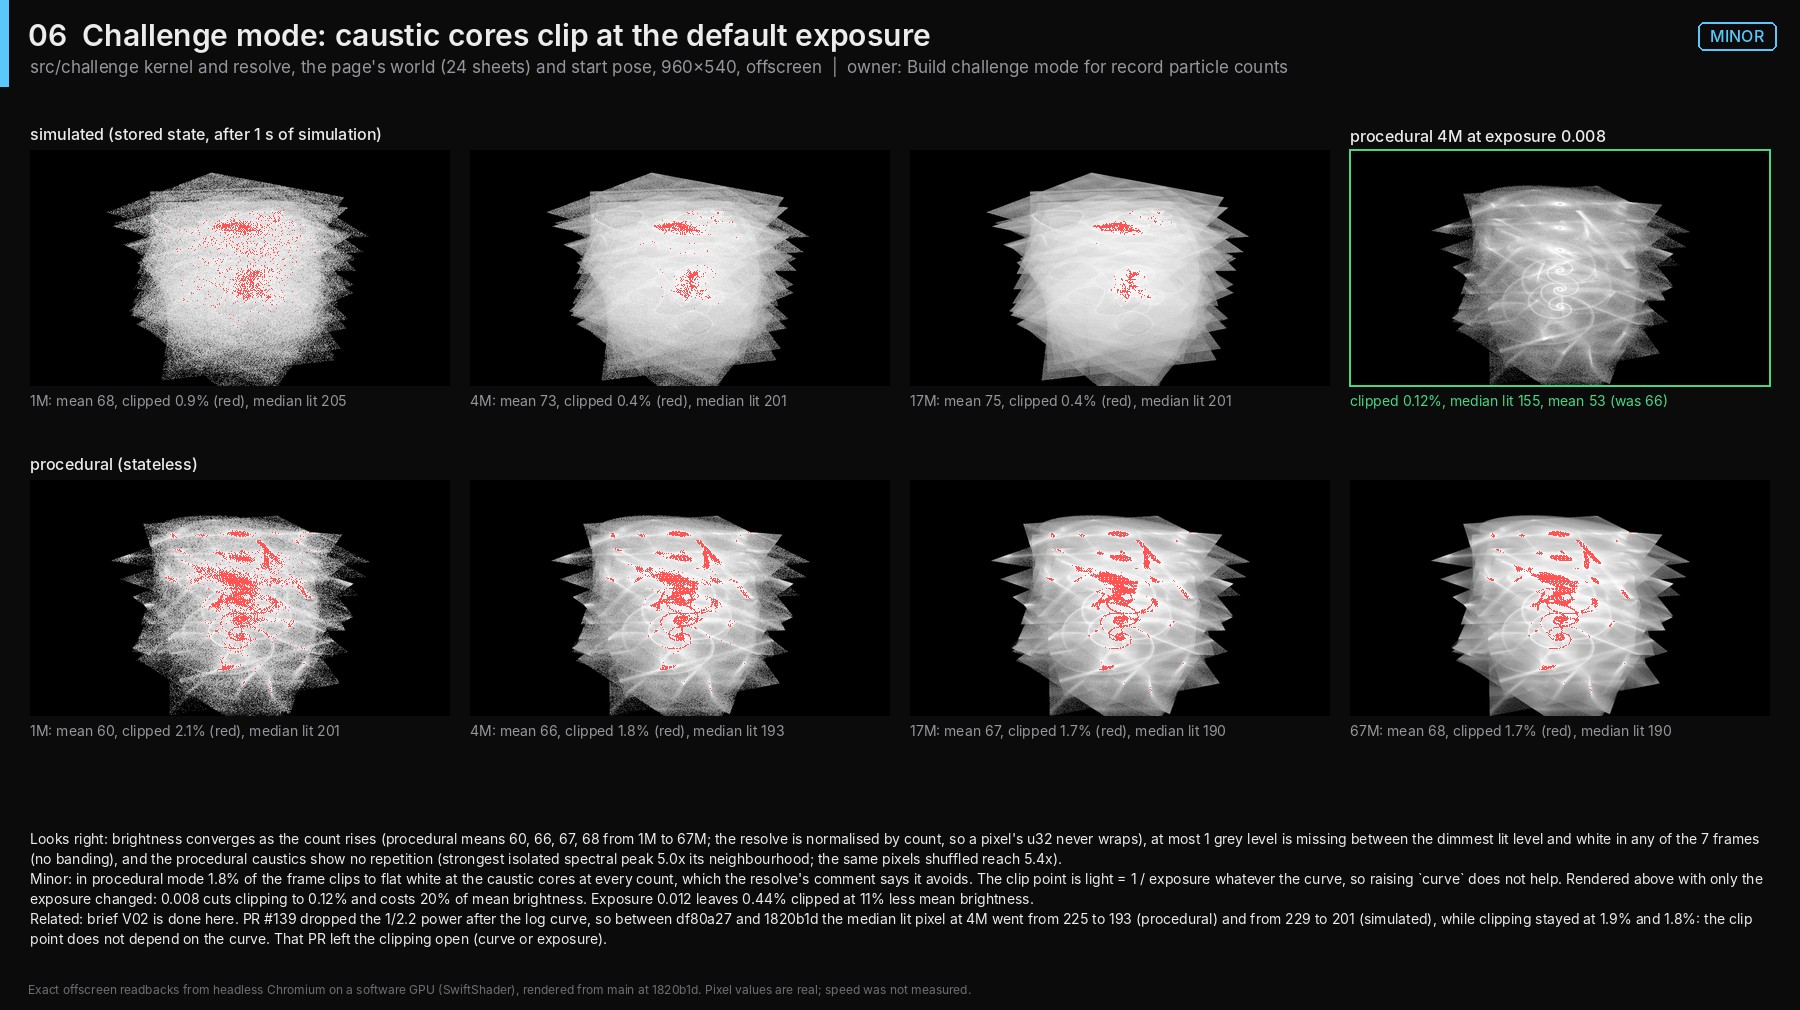 06 Challenge mode: caustic cores clip at the default exposure
MINOR
src/challenge kernel and resolve, the page's world (24 sheets) and start pose, 960×540, offscreen | owner: Build challenge mode for record particle counts
simulated (stored state, after 1 s of simulation)
procedural 4M at exposure 0.008
1M: mean 68, clipped 0.9% (red), median lit 205
4M: mean 73, clipped 0.4% (red), median lit 201
17M: mean 75, clipped 0.4% (red), median lit 201
clipped 0.12%, median lit 155, mean 53 (was 66)
procedural (stateless)
1M: mean 60, clipped 2.1% (red), median lit 201
4M: mean 66, clipped 1.8% (red), median lit 193
17M: mean 67, clipped 1.7% (red), median lit 190
67M: mean 68, clipped 1.7% (red), median lit 190
Looks right: brightness converges as the count rises (procedural means 60, 66, 67, 68 from 1M to 67M; the resolve is normalised by count, so a pixel's u32 never wraps), at most 1 grey level is missing between the dimmest lit level and white in any of the 7 frames
(no banding), and the procedural caustics show no repetition (strongest isolated spectral peak 5.0x its neighbourhood; the same pixels shuffled reach 5.4x).
Minor: in procedural mode 1.8% of the frame clips to flat white at the caustic cores at every count, which the resolve's comment says it avoids. The clip point is light = 1 / exposure whatever the curve, so raising `curve` does not help. Rendered above with only the
exposure changed: 0.008 cuts clipping to 0.12% and costs 20% of mean brightness. Exposure 0.012 leaves 0.44% clipped at 11% less mean brightness.
Related: brief V02 is done here. PR #139 dropped the 1/2.2 power after the log curve, so between df80a27 and 1820b1d the median lit pixel at 4M went from 225 to 193 (procedural) and from 229 to 201 (simulated), while clipping stayed at 1.9% and 1.8%: the clip
point does not depend on the curve. That PR left the clipping open (curve or exposure).
Exact offscreen readbacks from headless Chromium on a software GPU (SwiftShader), rendered from main at 1820b1d. Pixel values are real; speed was not measured.